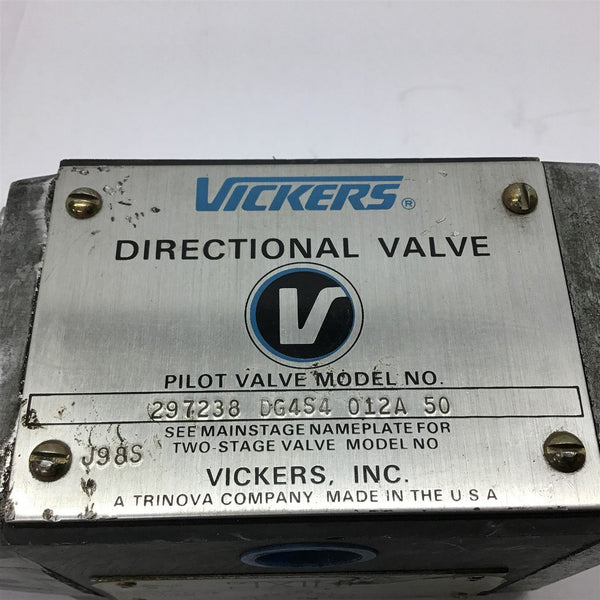 VICKERS®
DIRECTIONAL VALVE
V
PILOT VALVE MODEL NO.
297238 DG4S4 012A 50
SEE MAINSTAGE NAMEPLATE FOR
TWO-STAGE VALVE MODEL NO
J98S
VICKERS, INC.
A TRINOVA COMPANY MADE IN THE U S A